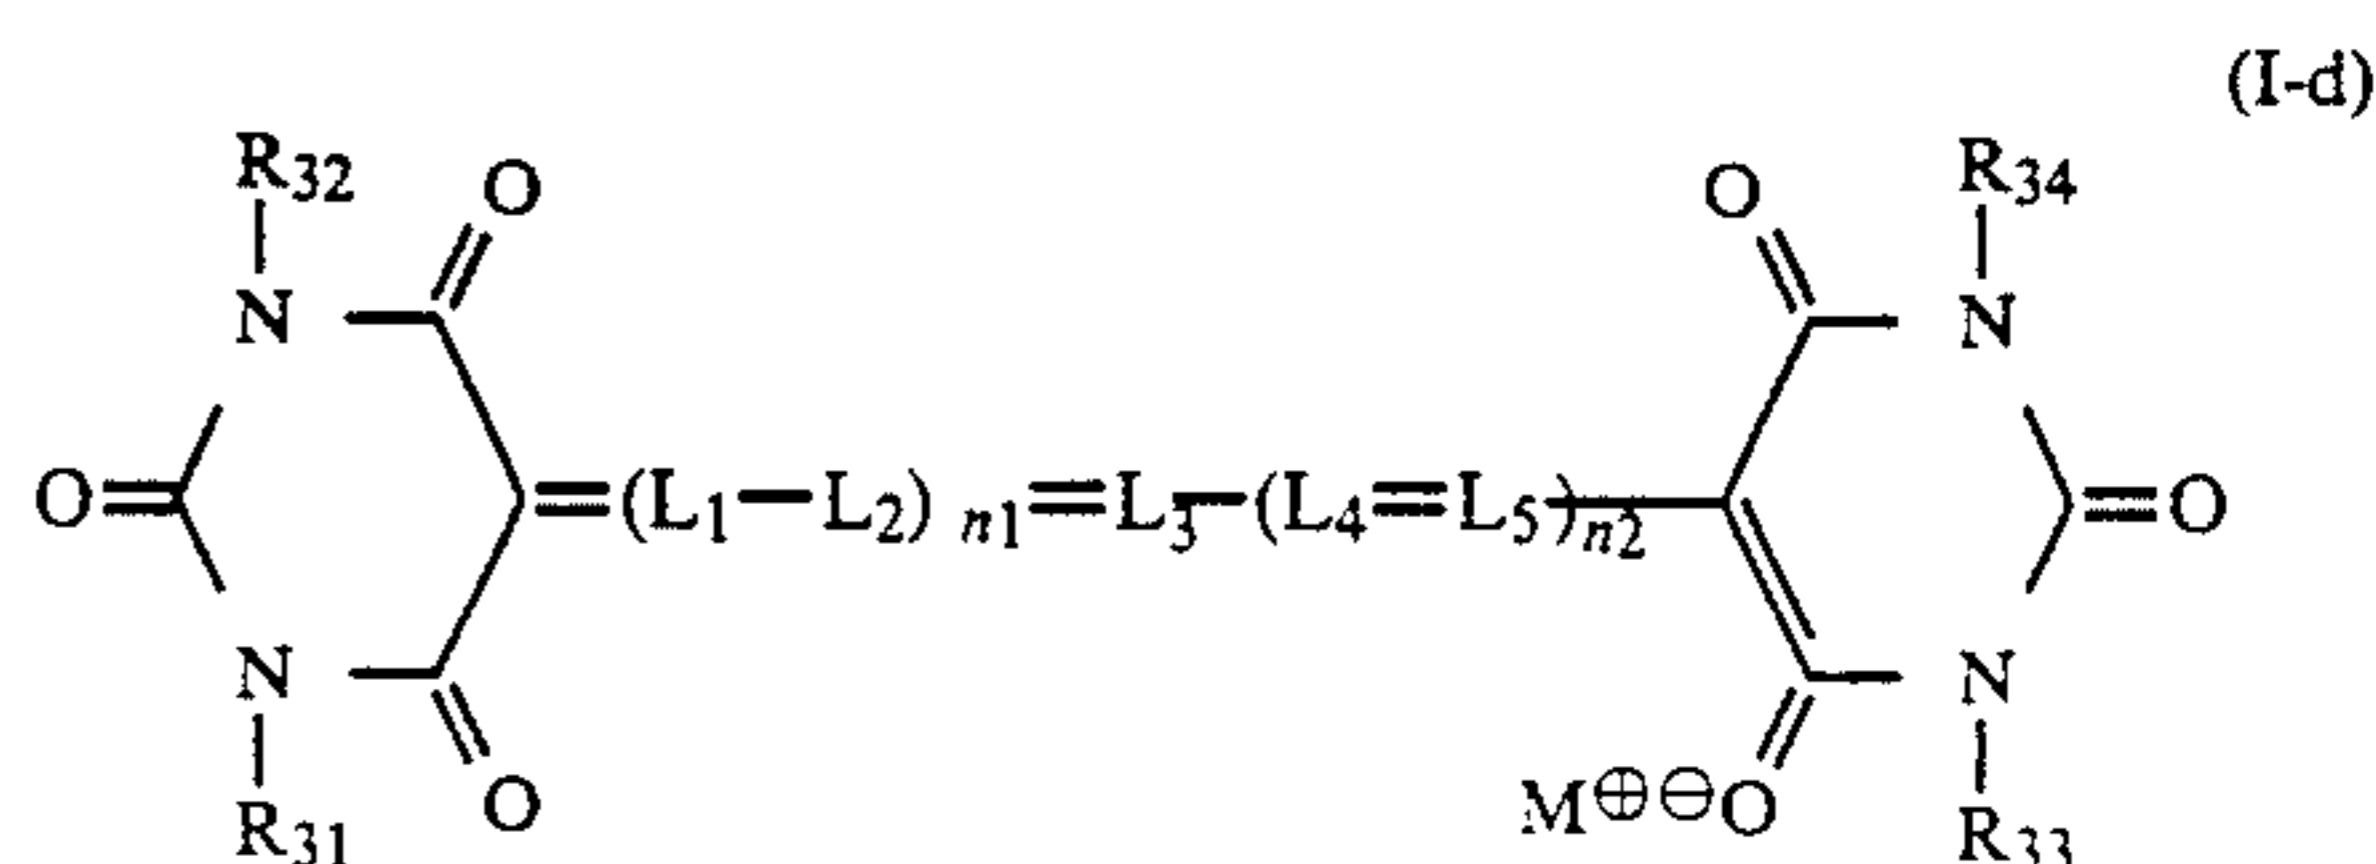 (I-d)
R32 O O R34
N N
O=(L1—L2)n1=L3—(L4=L5)n2 O
N N
R31 O M⊕⊖O R33